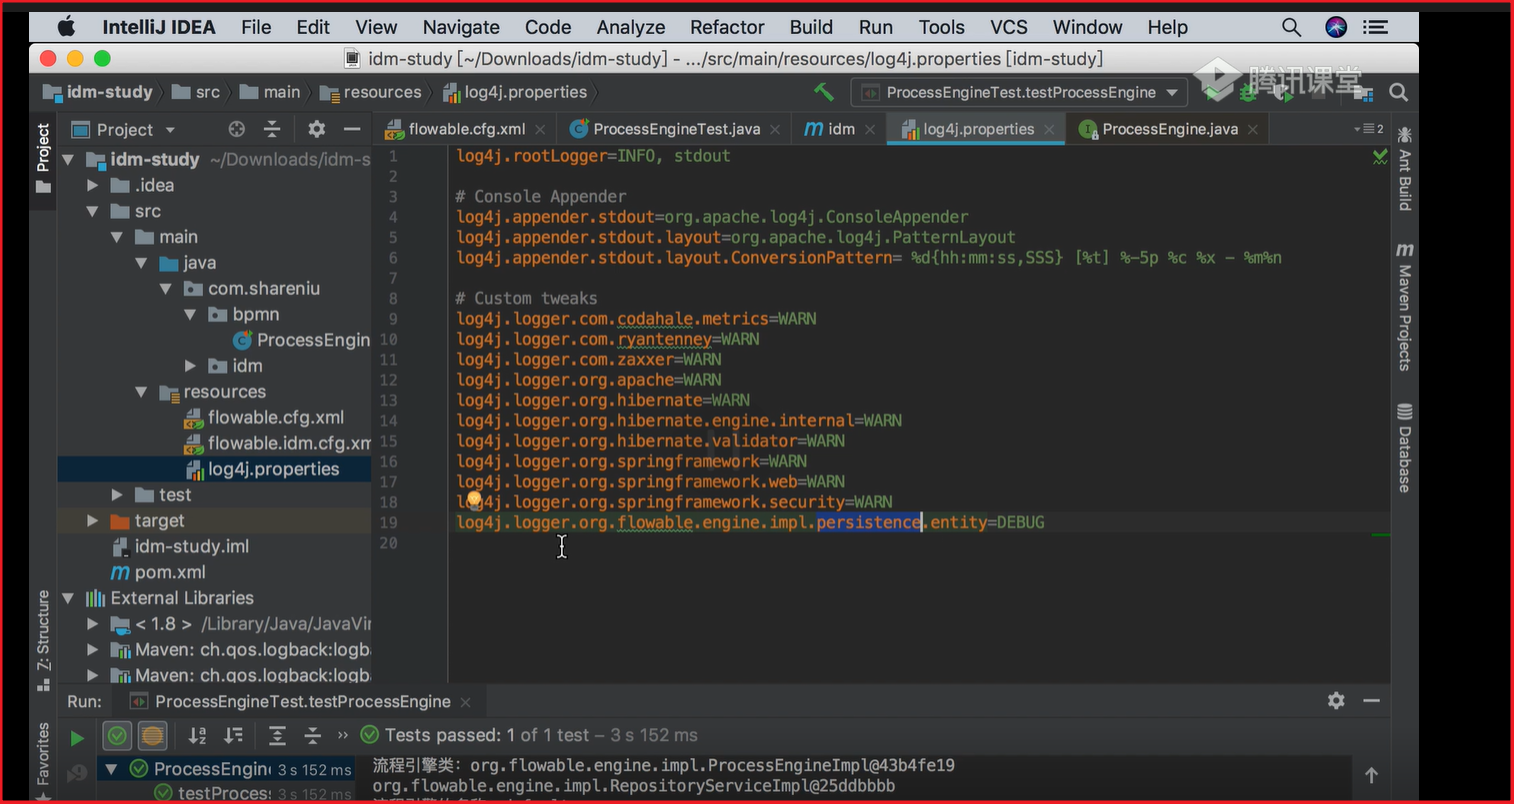 IntelliJ IDEA File Edit View Navigate Code Analyze Refactor Build Run Tools VCS Window Help
idm-study [~/Downloads/idm-study] - .../src/main/resources/log4j.properties [idm-study]
腾讯课堂
idm-study src main resources log4j.properties ProcessEngineTest.testProcessEngine
Project flowable.cfg.xml ProcessEngineTest.java idm log4j.properties ProcessEngine.java 2
Project
Z: Structure
Favorites
idm-study ~/Downloads/idm-s
.idea
src
main
java
com.shareniu
bpmn
ProcessEngin
idm
resources
flowable.cfg.xml
flowable.idm.cfg.xm
log4j.properties
test
target
idm-study.iml
pom.xml
External Libraries
< 1.8 > /Library/Java/JavaVir
Maven: ch.qos.logback:logba
Maven: ch.qos.logback:logba
1 log4j.rootLogger=INFO, stdout
2
3 # Console Appender
4 log4j.appender.stdout=org.apache.log4j.ConsoleAppender
5 log4j.appender.stdout.layout=org.apache.log4j.PatternLayout
6 log4j.appender.stdout.layout.ConversionPattern= %d{hh:mm:ss,SSS} [%t] %-5p %c %x - %m%n
7
8 # Custom tweaks
9 log4j.logger.com.codahale.metrics=WARN
10 log4j.logger.com.ryantenney=WARN
11 log4j.logger.com.zaxxer=WARN
12 log4j.logger.org.apache=WARN
13 log4j.logger.org.hibernate=WARN
14 log4j.logger.org.hibernate.engine.internal=WARN
15 log4j.logger.org.hibernate.validator=WARN
16 log4j.logger.org.springframework=WARN
17 log4j.logger.org.springframework.web=WARN
18 log4j.logger.org.springframework.security=WARN
19 log4j.logger.org.flowable.engine.impl.persistence.entity=DEBUG
20
Ant Build
m Maven Projects
Database
Run: ProcessEngineTest.testProcessEngine
Tests passed: 1 of 1 test – 3 s 152 ms
ProcessEngin 3 s 152 ms
testProces 3 s 152 ms
流程引擎类：org.flowable.engine.impl.ProcessEngineImpl@43b4fe19
org.flowable.engine.impl.RepositoryServiceImpl@25ddbbbb